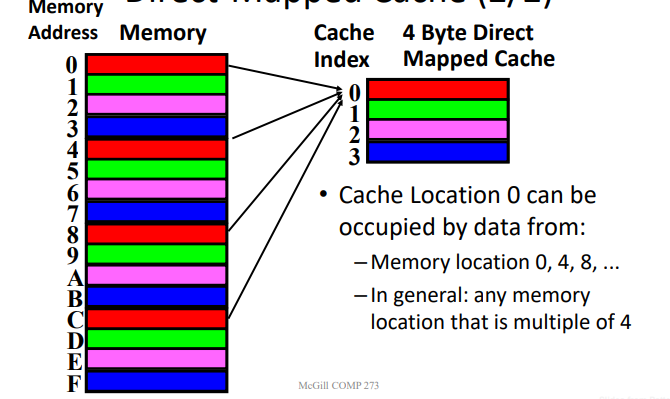 Memory
Address
Direct Mapped Cache (1/2)
Memory
Cache
Index
4 Byte Direct
Mapped Cache
0
1
2
3
4
5
6
7
8
9
A
B
C
D
E
F
0
1
2
3
• Cache Location 0 can be
occupied by data from:
– Memory location 0, 4, 8, ...
– In general: any memory
location that is multiple of 4
McGill COMP 273